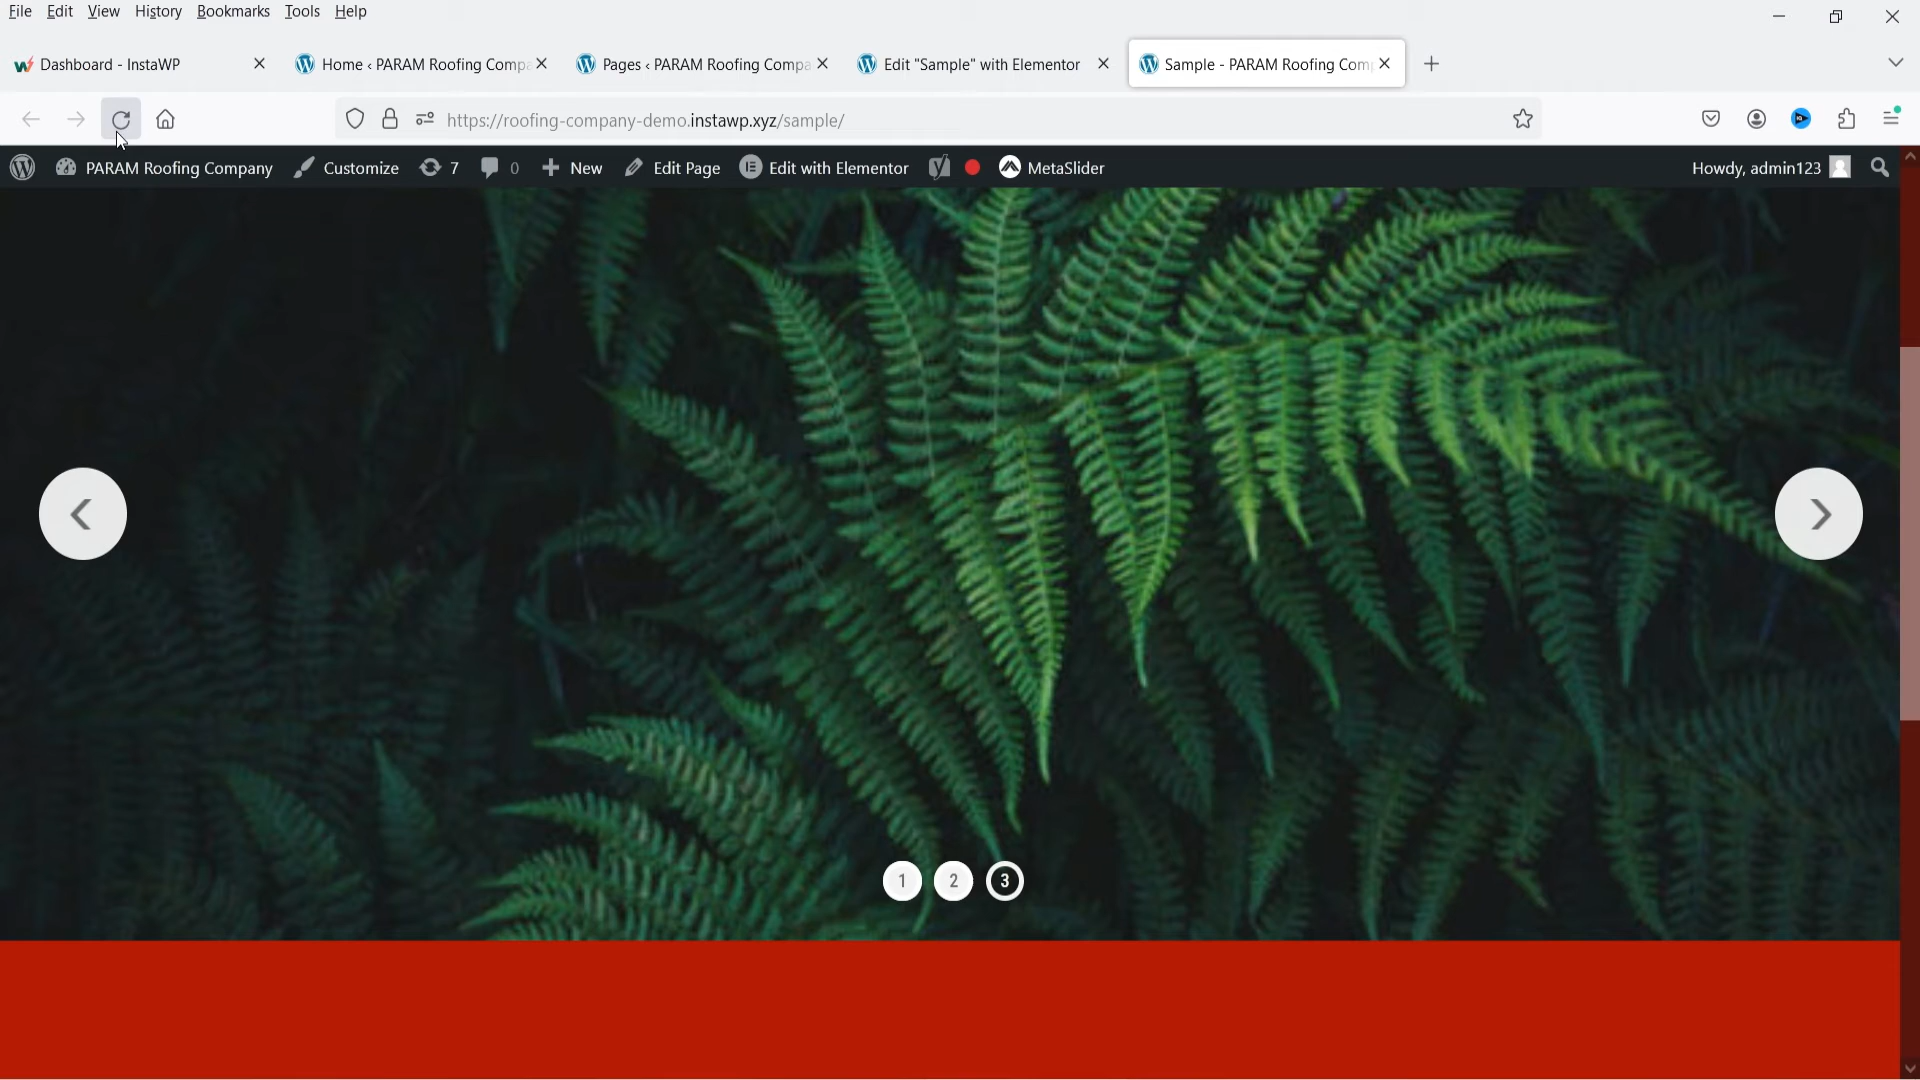 File Edit View History Bookmarks Tools Help
Dashboard - InstaWP Home ‹ PARAM Roofing Compa Pages ‹ PARAM Roofing Compa Edit "Sample" with Elementor Sample - PARAM Roofing Com
https://roofing-company-demo.instawp.xyz/sample/
PARAM Roofing Company Customize 7 0 New Edit Page Edit with Elementor MetaSlider Howdy, admin123
1 2 3